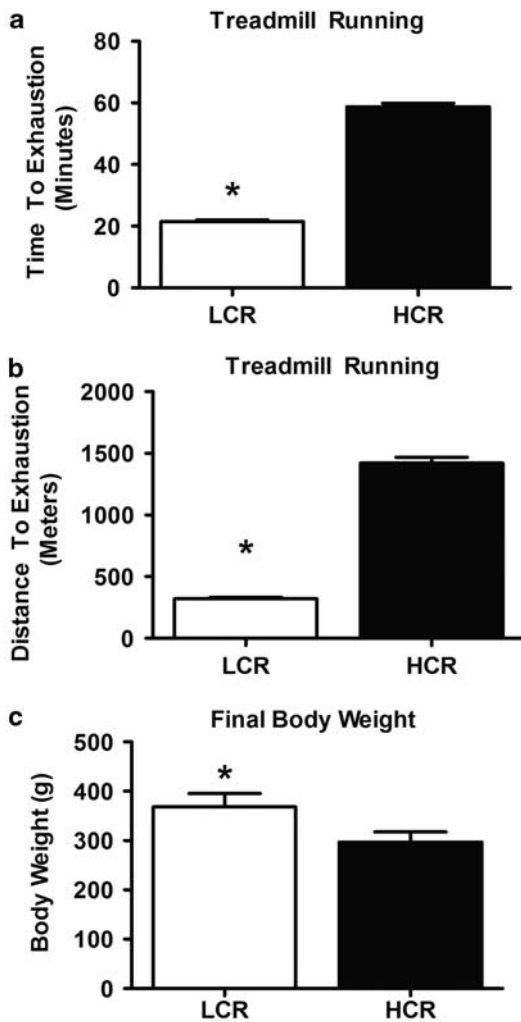 a
Treadmill Running
Time To Exhaustion
(Minutes)
80
60
40
20
0
*
LCR
HCR
b
Treadmill Running
Distance To Exhaustion
(Meters)
2000
1500
1000
500
0
*
LCR
HCR
c
Final Body Weight
Body Weight (g)
500
400
300
200
100
0
*
LCR
HCR